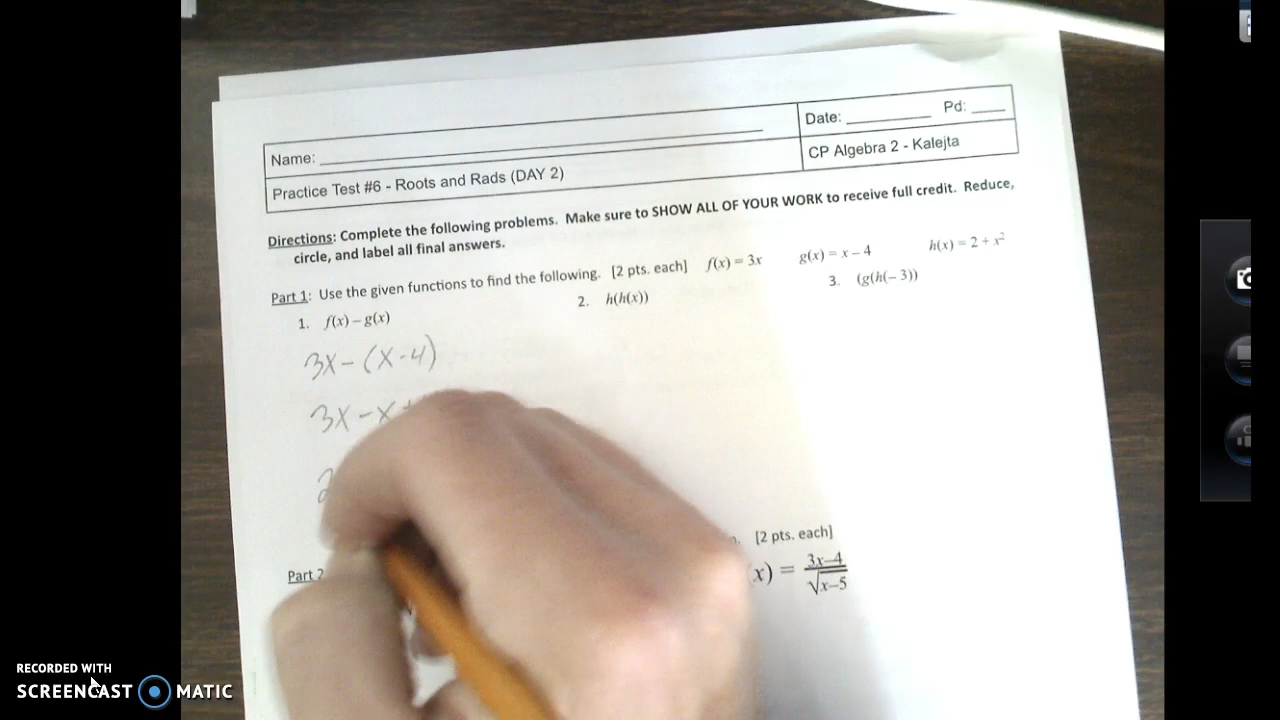 Name:
Date: Pd:
Practice Test #6 - Roots and Rads (DAY 2)
CP Algebra 2 - Kalejta
Directions: Complete the following problems. Make sure to SHOW ALL OF YOUR WORK to receive full credit. Reduce,
circle, and label all final answers.
Part 1: Use the given functions to find the following. [2 pts. each] f(x) = 3x g(x) = x – 4 h(x) = 2 + x²
1. f(x) – g(x)
2. h(h(x))
3. (g(h(– 3))
3x - (x - 4)
3x - x +
2
[2 pts. each]
Part 2
x) = 3x–4 / √x–5
RECORDED WITH
SCREENCAST MATIC